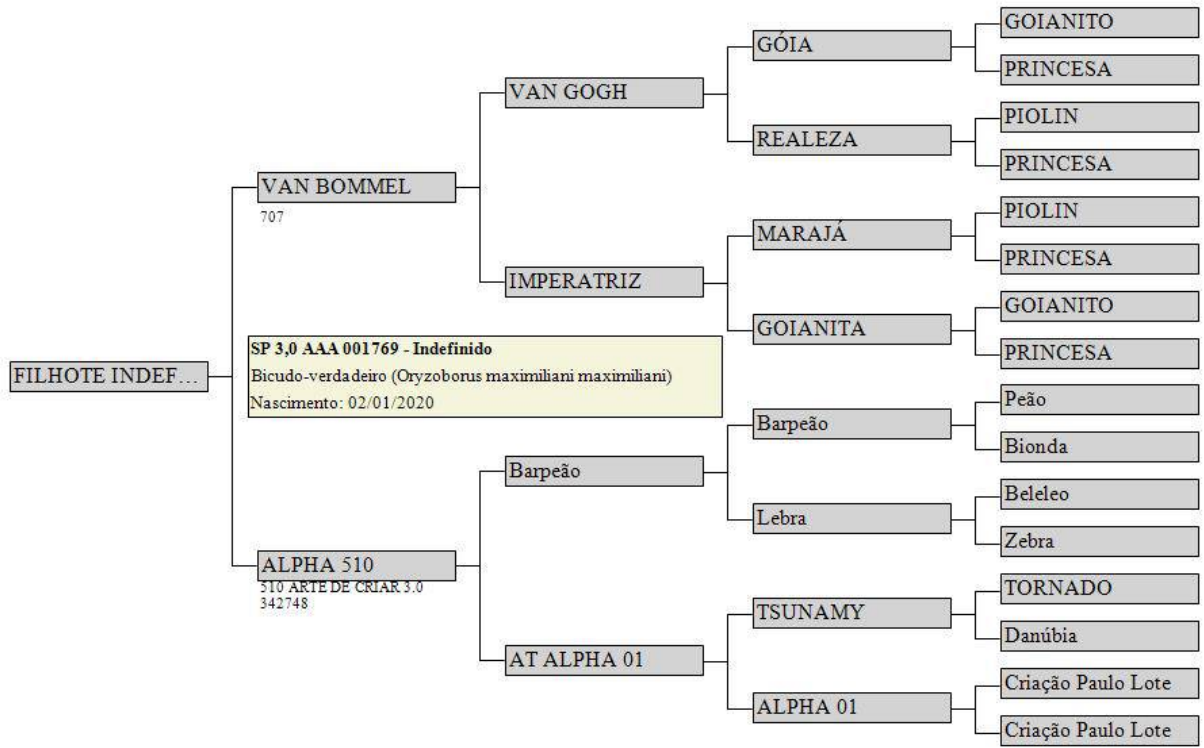 GOIANITO
GÓIA
PRINCESA
VAN GOGH
PIOLIN
REALEZA
PRINCESA
VAN BOMMEL
707
PIOLIN
MARAJÁ
PRINCESA
IMPERATRIZ
GOIANITO
GOIANITA
PRINCESA
SP 3,0 AAA 001769 - Indefinido
Bicudo-verdadeiro (Oryzoborus maximiliani maximiliani)
Nascimento: 02/01/2020
FILHOTE INDEF...
Peão
Barpeão
Bionda
Barpeão
Beleleo
Lebra
Zebra
ALPHA 510
510 ARTE DE CRIAR 3.0
342748
TORNADO
TSUNAMY
Danúbia
AT ALPHA 01
Criação Paulo Lote
ALPHA 01
Criação Paulo Lote